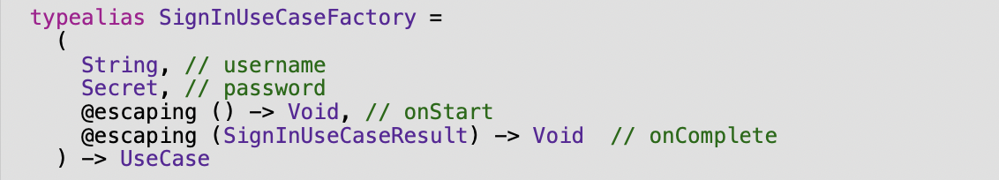 typealias SignInUseCaseFactory =
(
String, // username
Secret, // password
@escaping () -> Void, // onStart
@escaping (SignInUseCaseResult) -> Void // onComplete
) -> UseCase